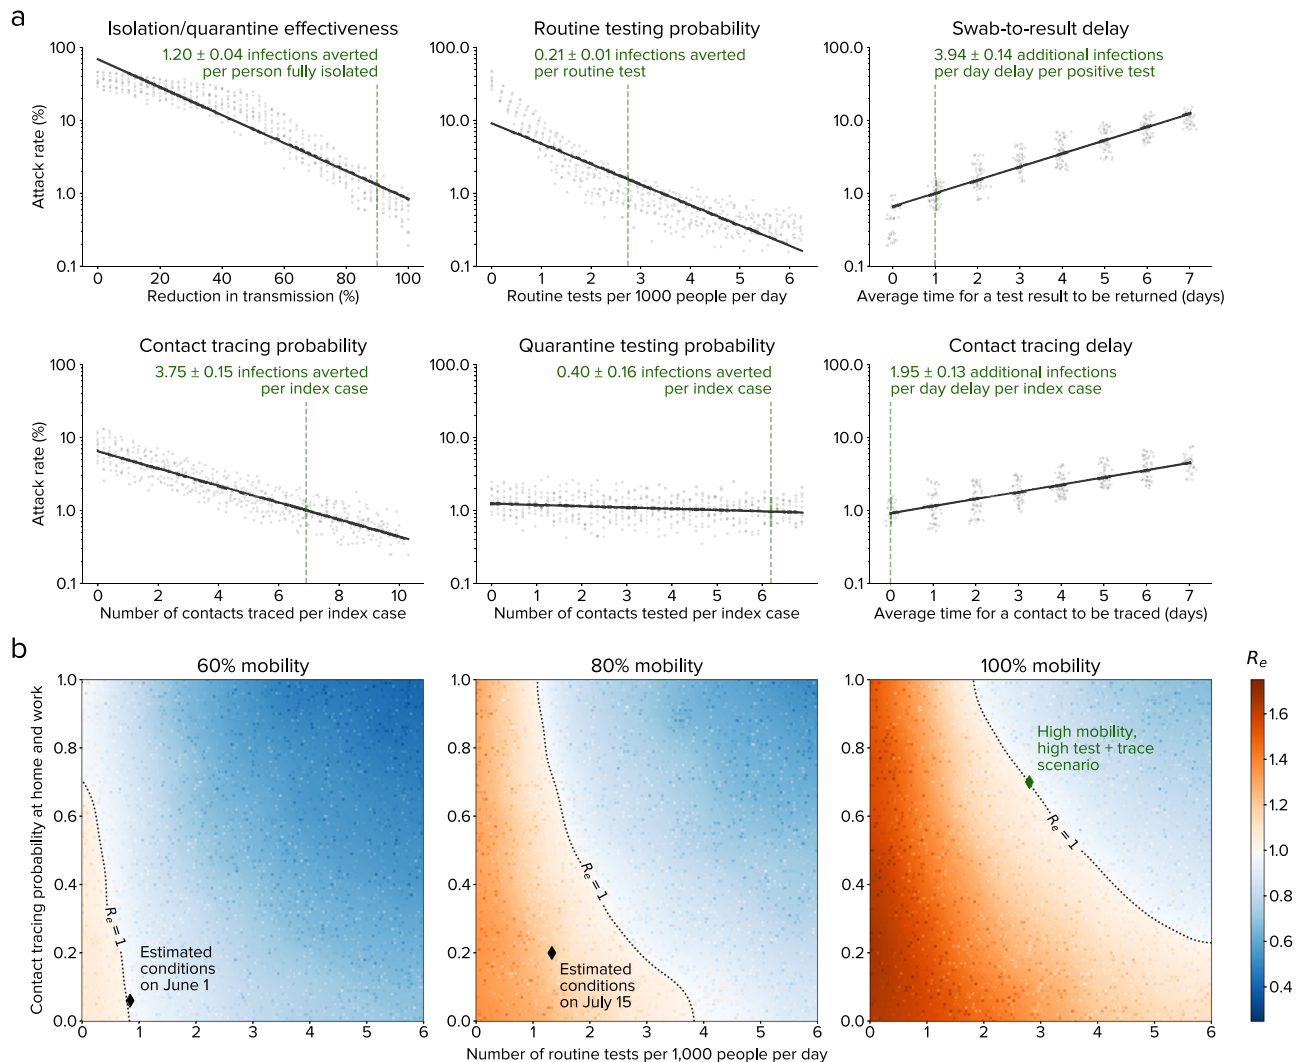 a
Isolation/quarantine effectiveness
1.20 ± 0.04 infections averted
per person fully isolated
100
10
1.0
0.1
Attack rate (%)
0 20 40 60 80 100
Reduction in transmission (%)
Routine testing probability
0.21 ± 0.01 infections averted
per routine test
100.0
10.0
1.0
0.1
0 1 2 3 4 5 6
Routine tests per 1000 people per day
Swab-to-result delay
3.94 ± 0.14 additional infections
per day delay per positive test
100.0
10.0
1.0
0.1
0 1 2 3 4 5 6 7
Average time for a test result to be returned (days)
Contact tracing probability
3.75 ± 0.15 infections averted
per index case
100
10
1.0
0.1
Attack rate (%)
0 2 4 6 8 10
Number of contacts traced per index case
Quarantine testing probability
0.40 ± 0.16 infections averted
per index case
100.0
10.0
1.0
0.1
0 1 2 3 4 5 6
Number of contacts tested per index case
Contact tracing delay
1.95 ± 0.13 additional infections
per day delay per index case
100.0
10.0
1.0
0.1
0 1 2 3 4 5 6 7
Average time for a contact to be traced (days)
b
60% mobility
1.0
0.8
0.6
0.4
0.2
0.0
Contact tracing probability at home and work
R_e = 1
Estimated
conditions
on June 1
0 1 2 3 4 5 6
80% mobility
1.0
0.8
0.6
0.4
0.2
0.0
R_e = 1
Estimated
conditions
on July 15
0 1 2 3 4 5 6
Number of routine tests per 1,000 people per day
100% mobility
1.0
0.8
0.6
0.4
0.2
0.0
High mobility,
high test + trace
scenario
R_e = 1
0 1 2 3 4 5 6
R_e
1.6
1.4
1.2
1.0
0.8
0.6
0.4